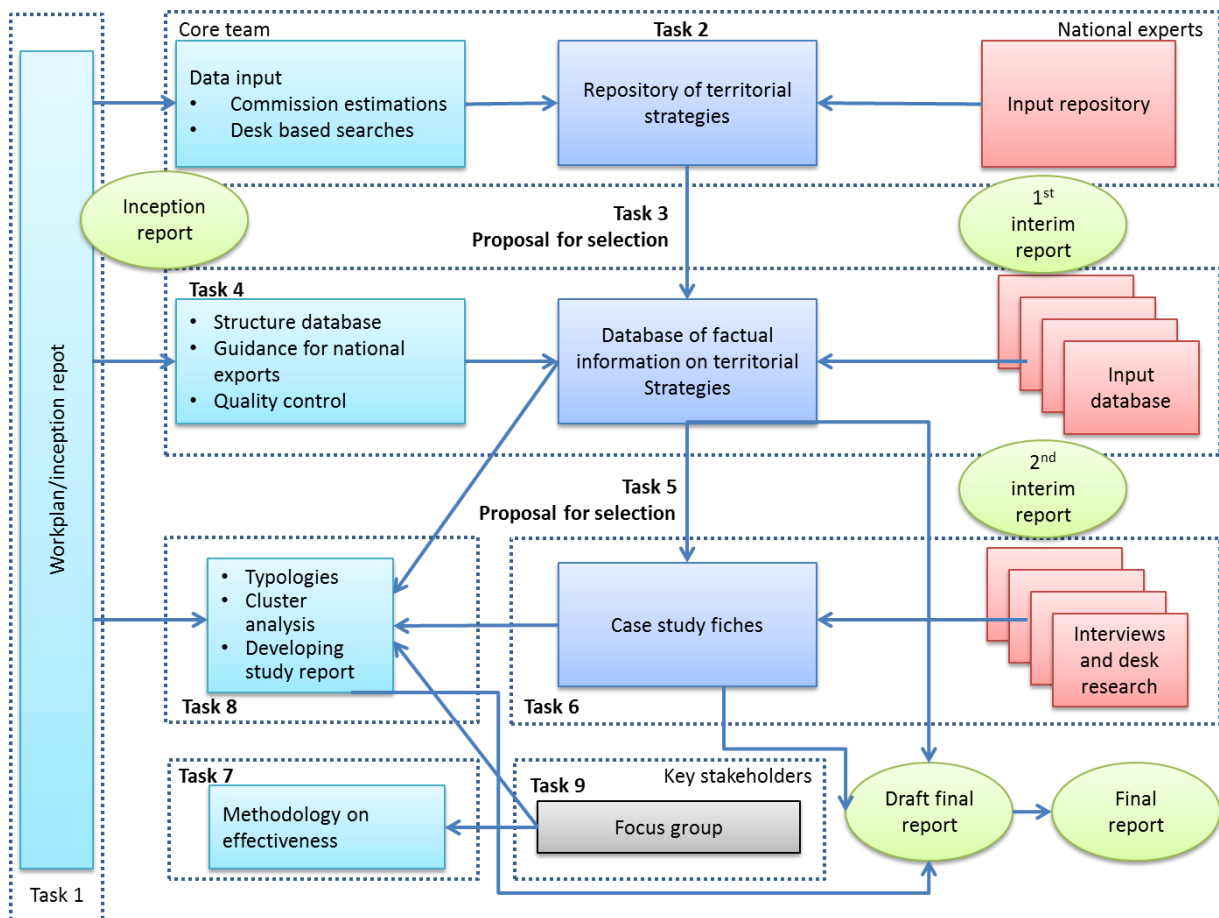 Core team
Task 2
National experts
Data input
• Commission estimations
• Desk based searches
Repository of territorial
strategies
Input repository
Inception
report
Task 3
Proposal for selection
1st
interim
report
Task 4
• Structure database
• Guidance for national
exports
• Quality control
Database of factual
information on territorial
Strategies
Input
database
Workplan/inception repot
2nd
interim
report
Task 5
Proposal for selection
• Typologies
• Cluster
analysis
• Developing
study report
Task 8
Case study fiches
Task 6
Interviews
and desk
research
Task 7
Methodology on
effectiveness
Task 9
Key stakeholders
Focus group
Draft final
report
Final
report
Task 1